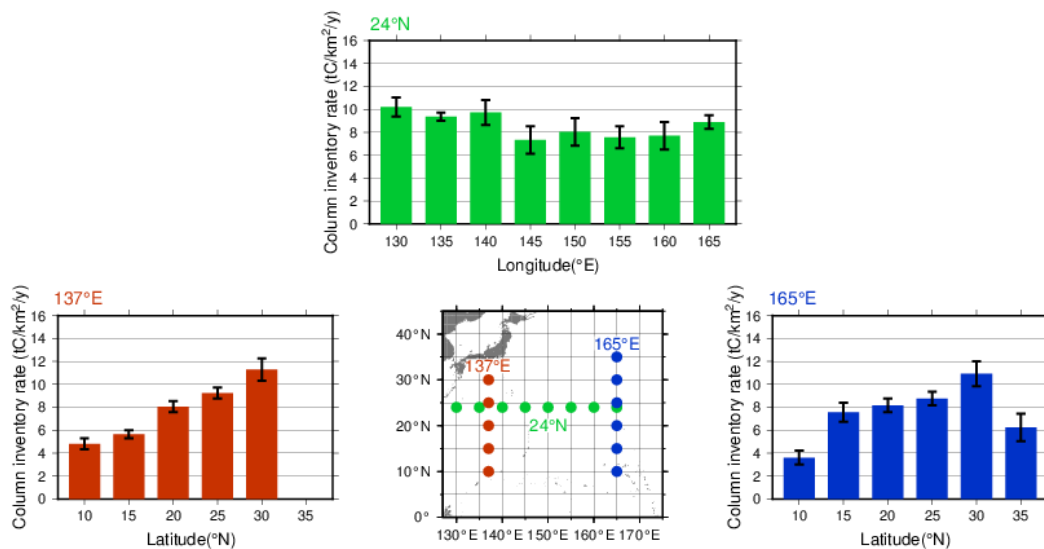 24°N
Column inventory rate (tC/km²/y)
16
14
12
10
8
6
4
2
0
130 135 140 145 150 155 160 165
Longitude(°E)
137°E
Column inventory rate (tC/km²/y)
16
14
12
10
8
6
4
2
0
10 15 20 25 30 35
Latitude(°N)
40°N
30°N
20°N
10°N
0°
165°E
137°E
24°N
130°E 140°E 150°E 160°E 170°E
165°E
Column inventory rate (tC/km²/y)
16
14
12
10
8
6
4
2
0
10 15 20 25 30 35
Latitude(°N)